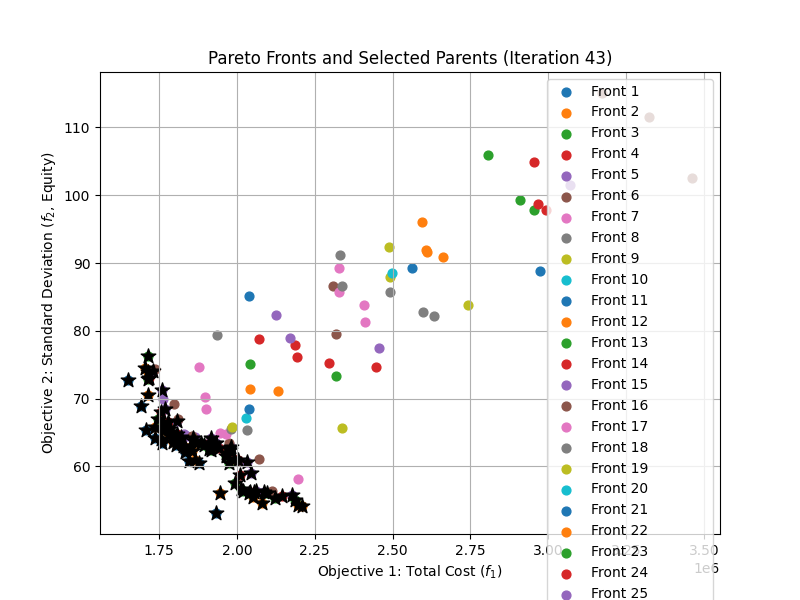 Pareto Fronts and Selected Parents (Iteration 43)
Objective 2: Standard Deviation (f₂, Equity)
110
100
90
80
70
60
1.75
2.00
2.25
2.50
2.75
3.00
3.25
3.50
1e6
Objective 1: Total Cost (f₁)
Front 1
Front 2
Front 3
Front 4
Front 5
Front 6
Front 7
Front 8
Front 9
Front 10
Front 11
Front 12
Front 13
Front 14
Front 15
Front 16
Front 17
Front 18
Front 19
Front 20
Front 21
Front 22
Front 23
Front 24
Front 25